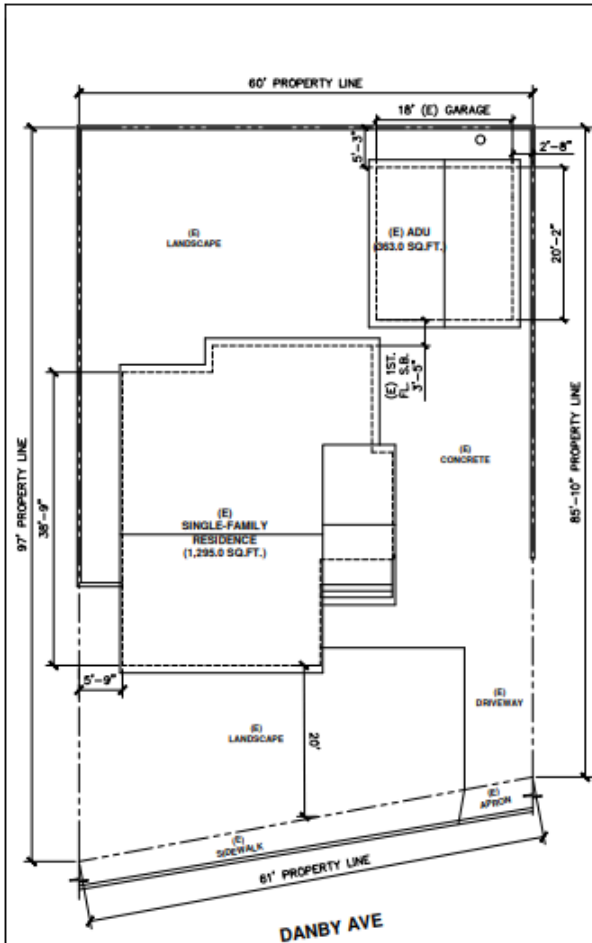 60' PROPERTY LINE
18' (E) GARAGE
5'-3"
2'-8"
(E)
LANDSCAPE
(E) ADU
(363.0 SQ.FT.)
20'-2"
(E) 1ST.
FL. S.B.
3'-5"
(E)
CONCRETE
97' PROPERTY LINE
38'-9"
85'-10" PROPERTY LINE
(E)
SINGLE-FAMILY
RESIDENCE
(1,295.0 SQ.FT.)
5'-9"
(E)
DRIVEWAY
(E)
LANDSCAPE
20'
(E)
APRON
(E)
SIDEWALK
61' PROPERTY LINE
DANBY AVE